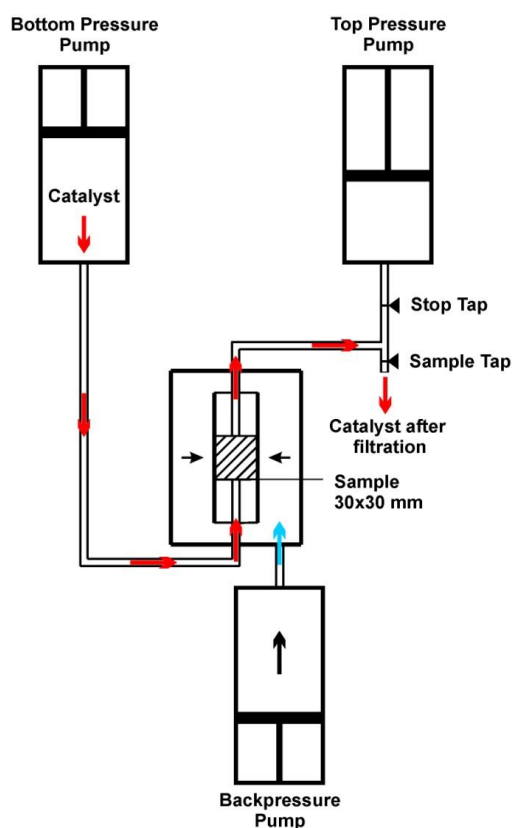 Bottom Pressure
Pump
Top Pressure
Pump
Catalyst
Stop Tap
Sample Tap
Catalyst after
filtration
Sample
30x30 mm
Backpressure
Pump